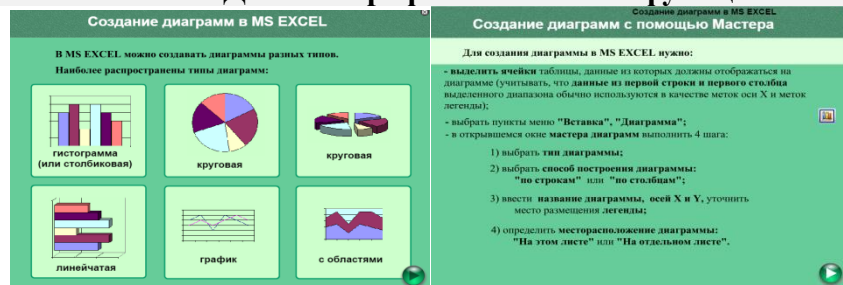 Создание диаграмм в MS EXCEL
В MS EXCEL можно создавать диаграммы разных типов.
Наиболее распространены типы диаграмм:
гистограмма
(или столбиковая)
круговая
круговая
линейчатая
график
с областями
Создание диаграмм в MS EXCEL
Создание диаграмм с помощью Мастера
Для создания диаграммы в MS EXCEL нужно:
- выделить ячейки таблицы, данные из которых должны отображаться на
диаграмме (учитывать, что данные из первой строки и первого столбца
выделенного диапазона обычно используются в качестве меток оси X и меток
легенды);
- выбрать пункты меню "Вставка", "Диаграмма";
- в открывшемся окне мастера диаграмм выполнить 4 шага:
1) выбрать тип диаграммы;
2) выбрать способ построения диаграммы:
"по строкам" или "по столбцам";
3) ввести название диаграммы, осей X и Y, уточнить
место размещения легенды;
4) определить месторасположение диаграммы:
"На этом листе" или "На отдельном листе".